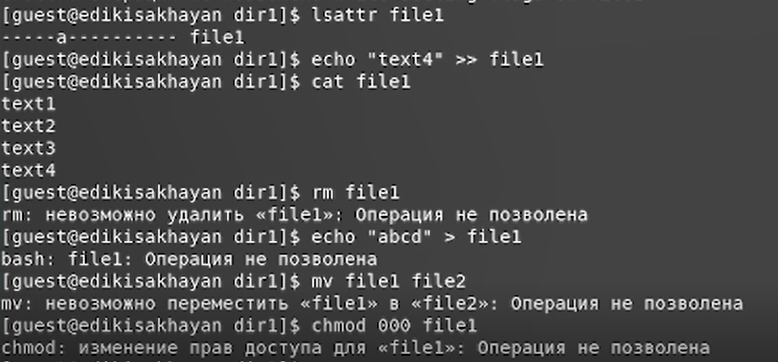 [guest@edikisakhayan dir1]$ lsattr file1
-----a---------- file1
[guest@edikisakhayan dir1]$ echo "text4" >> file1
[guest@edikisakhayan dir1]$ cat file1
text1
text2
text3
text4
[guest@edikisakhayan dir1]$ rm file1
rm: невозможно удалить «file1»: Операция не позволена
[guest@edikisakhayan dir1]$ echo "abcd" > file1
bash: file1: Операция не позволена
[guest@edikisakhayan dir1]$ mv file1 file2
mv: невозможно переместить «file1» в «file2»: Операция не позволена
[guest@edikisakhayan dir1]$ chmod 000 file1
chmod: изменение прав доступа для «file1»: Операция не позволена